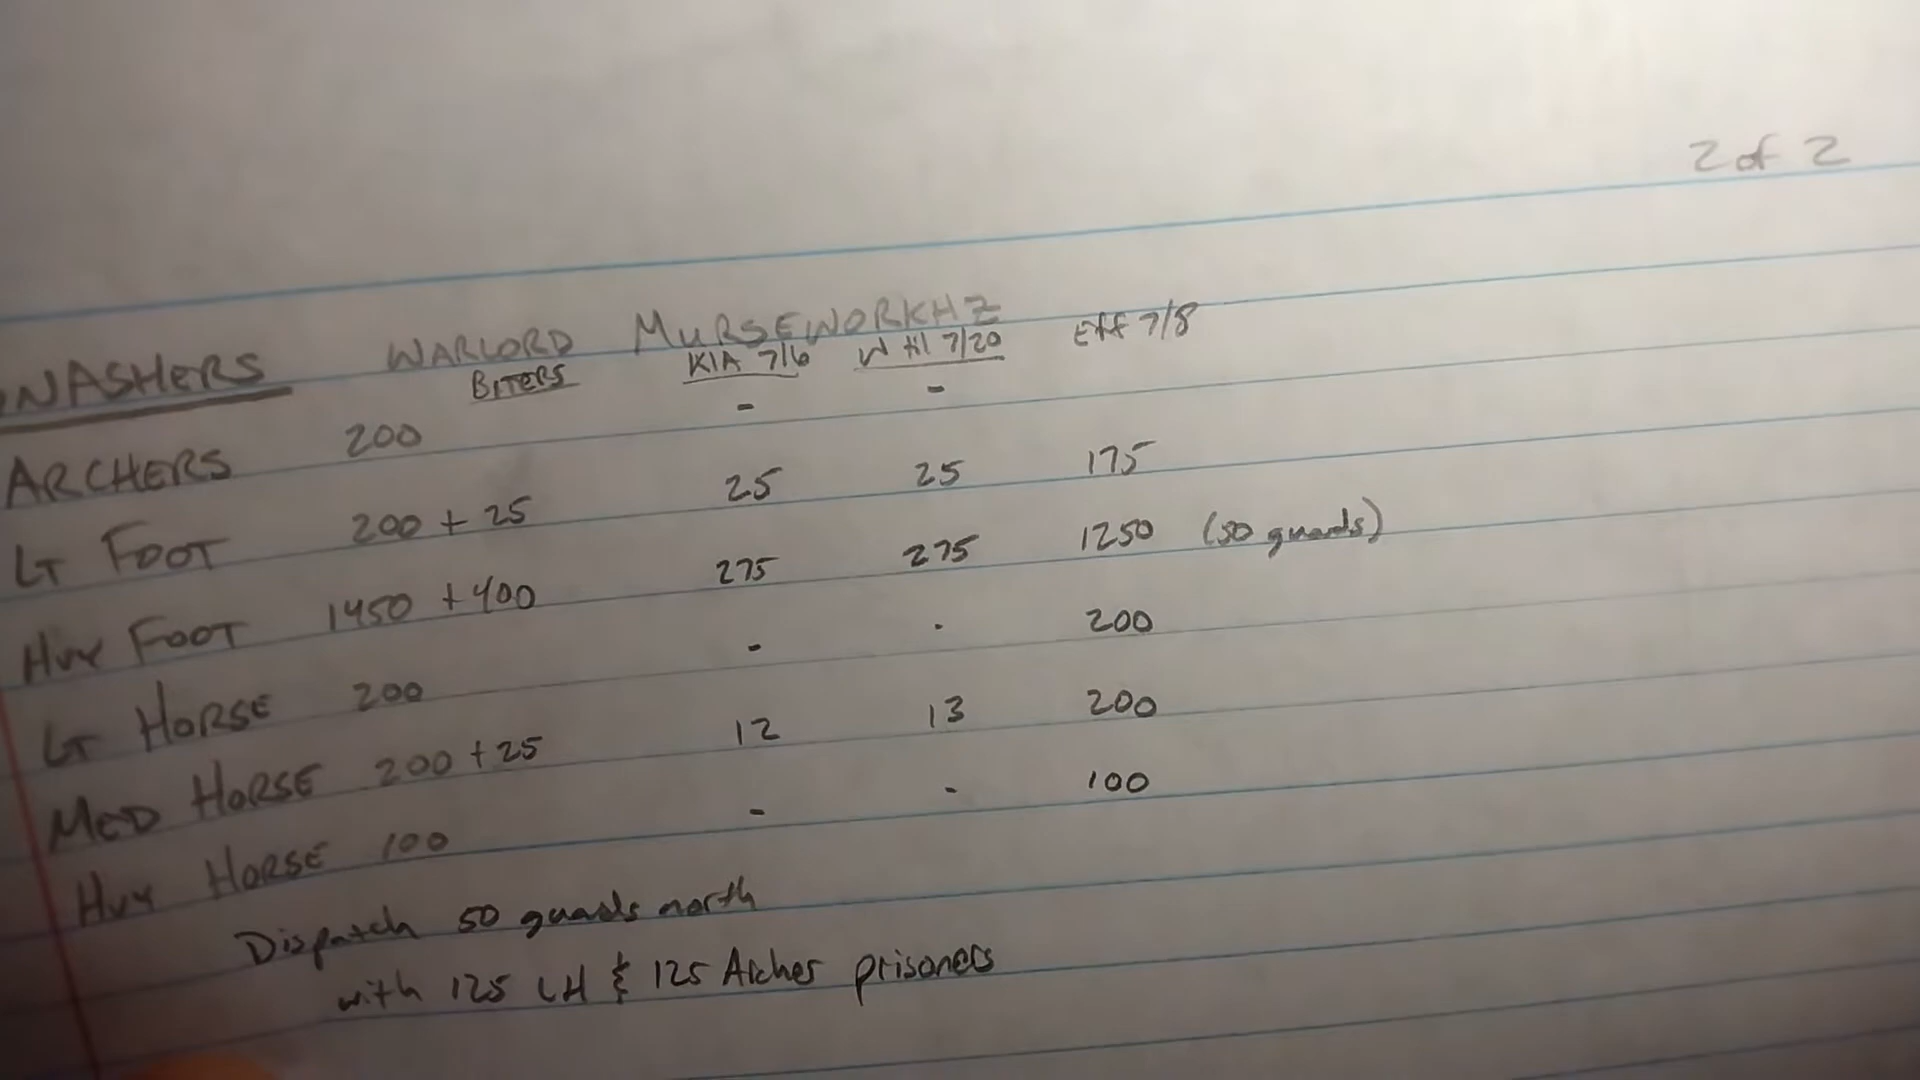 2 of 2
WARLORD MURSEWORKHZ
NASHERS BITERS KIA 7/6 W til 7/20 Eff 7/8
ARCHERS 200 - -
LT FOOT 200 + 25 25 25 175
HVY FOOT 1450 + 400 275 275 1250 (50 guards)
LT HORSE 200 - - 200
MED HORSE 200 + 25 12 13 200
HVY HORSE 100 - - 100
Dispatch 50 guards north
with 125 LH & 125 Archer prisoners